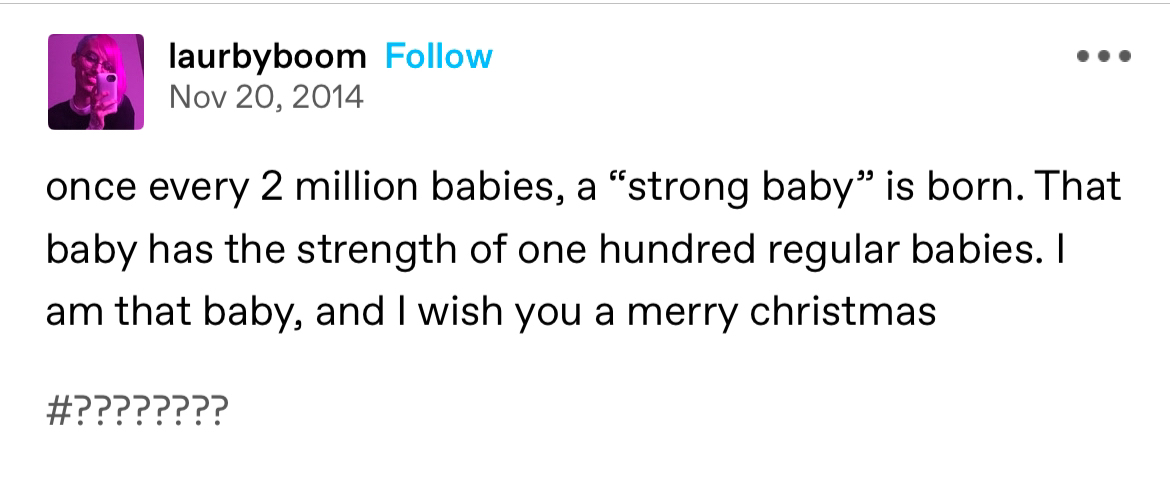 laurbyboom Follow
Nov 20, 2014
once every 2 million babies, a “strong baby” is born. That
baby has the strength of one hundred regular babies. I
am that baby, and I wish you a merry christmas
#????????